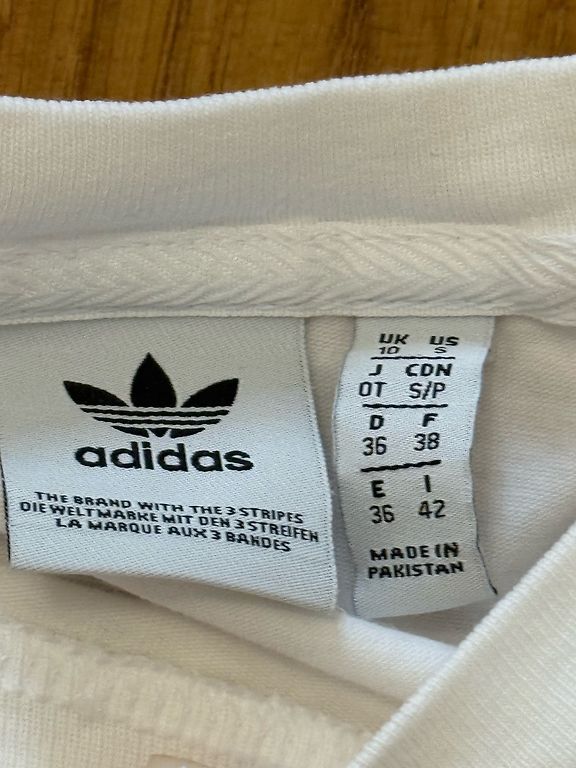 adidas
THE BRAND WITH THE 3 STRIPES
DIE WELTMARKE MIT DEN 3 STREIFEN
LA MARQUE AUX 3 BANDES
UK US
10 S
J CDN
OT S/P
D F
36 38
E I
36 42
MADE IN
PAKISTAN